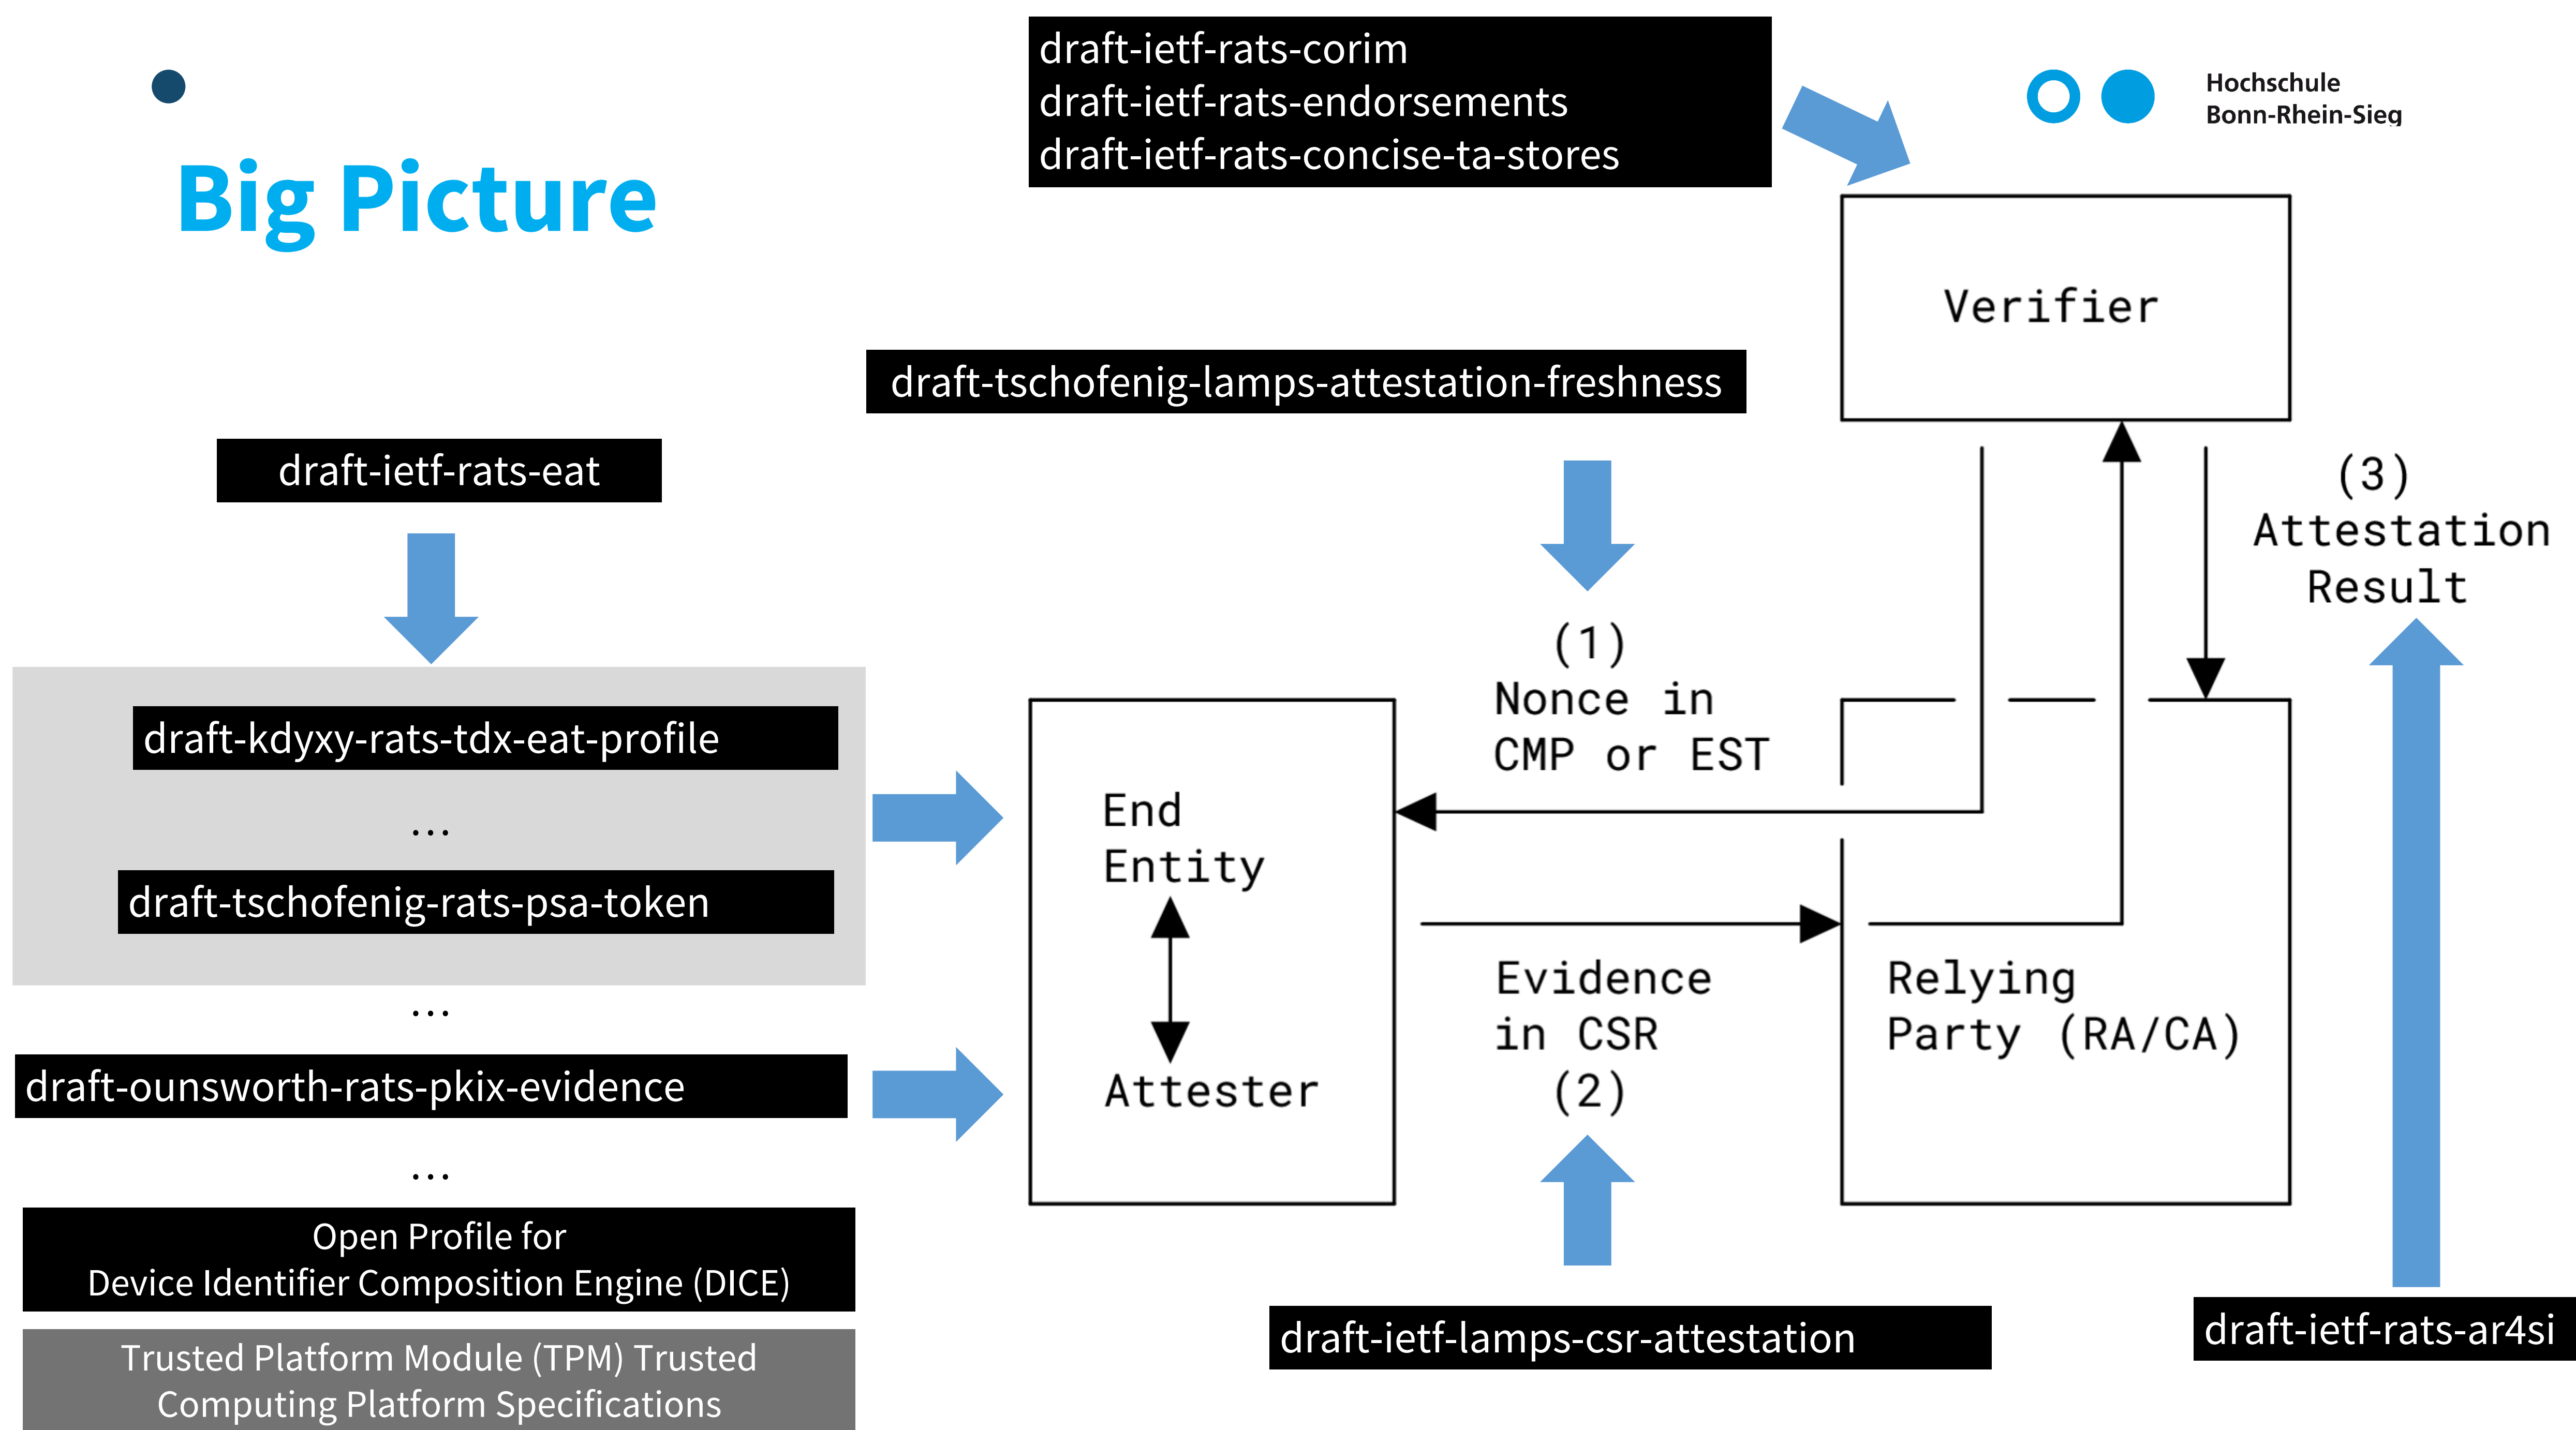 draft-ietf-rats-corim
draft-ietf-rats-endorsements
draft-ietf-rats-concise-ta-stores
Hochschule
Bonn-Rhein-Sieg
Big Picture
Verifier
draft-tschofenig-lamps-attestation-freshness
draft-ietf-rats-eat
(3)
Attestation
Result
(1)
Nonce in
CMP or EST
draft-kdyxy-rats-tdx-eat-profile
...
draft-tschofenig-rats-psa-token
...
draft-ounsworth-rats-pkix-evidence
...
Open Profile for
Device Identifier Composition Engine (DICE)
Trusted Platform Module (TPM) Trusted
Computing Platform Specifications
End
Entity
Attester
Evidence
in CSR
(2)
Relying
Party (RA/CA)
draft-ietf-lamps-csr-attestation
draft-ietf-rats-ar4si